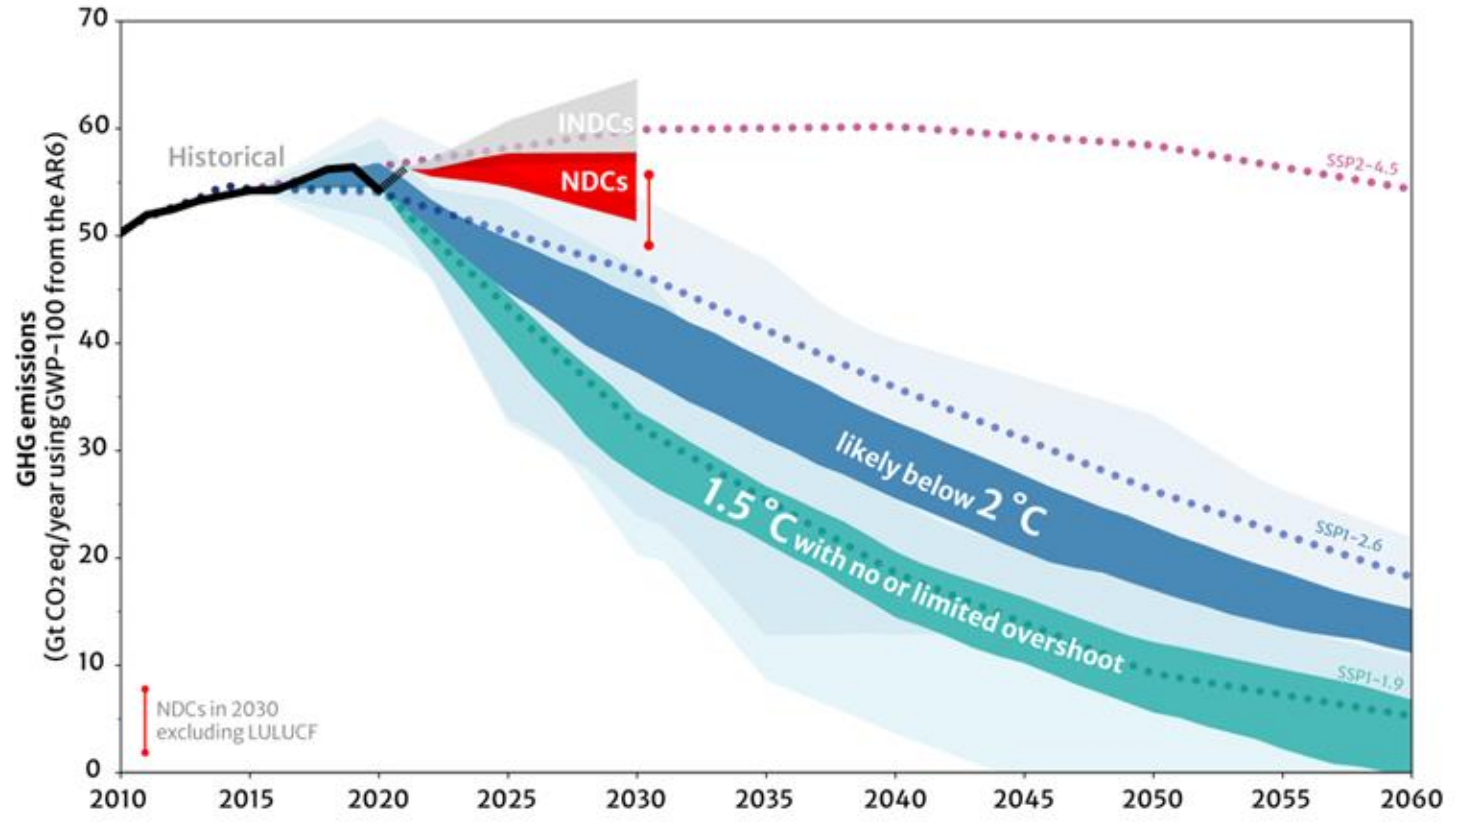 GHG emissions
(Gt CO2 eq/year using GWP-100 from the AR6)
70
60
50
40
30
20
10
0
Historical
INDCs
NDCs
SSP2-4.5
likely below 2 °C
SSP1-2.6
1.5 °C with no or limited overshoot
SSP1-1.9
NDCs in 2030
excluding LULUCF
2010 2015 2020 2025 2030 2035 2040 2045 2050 2055 2060